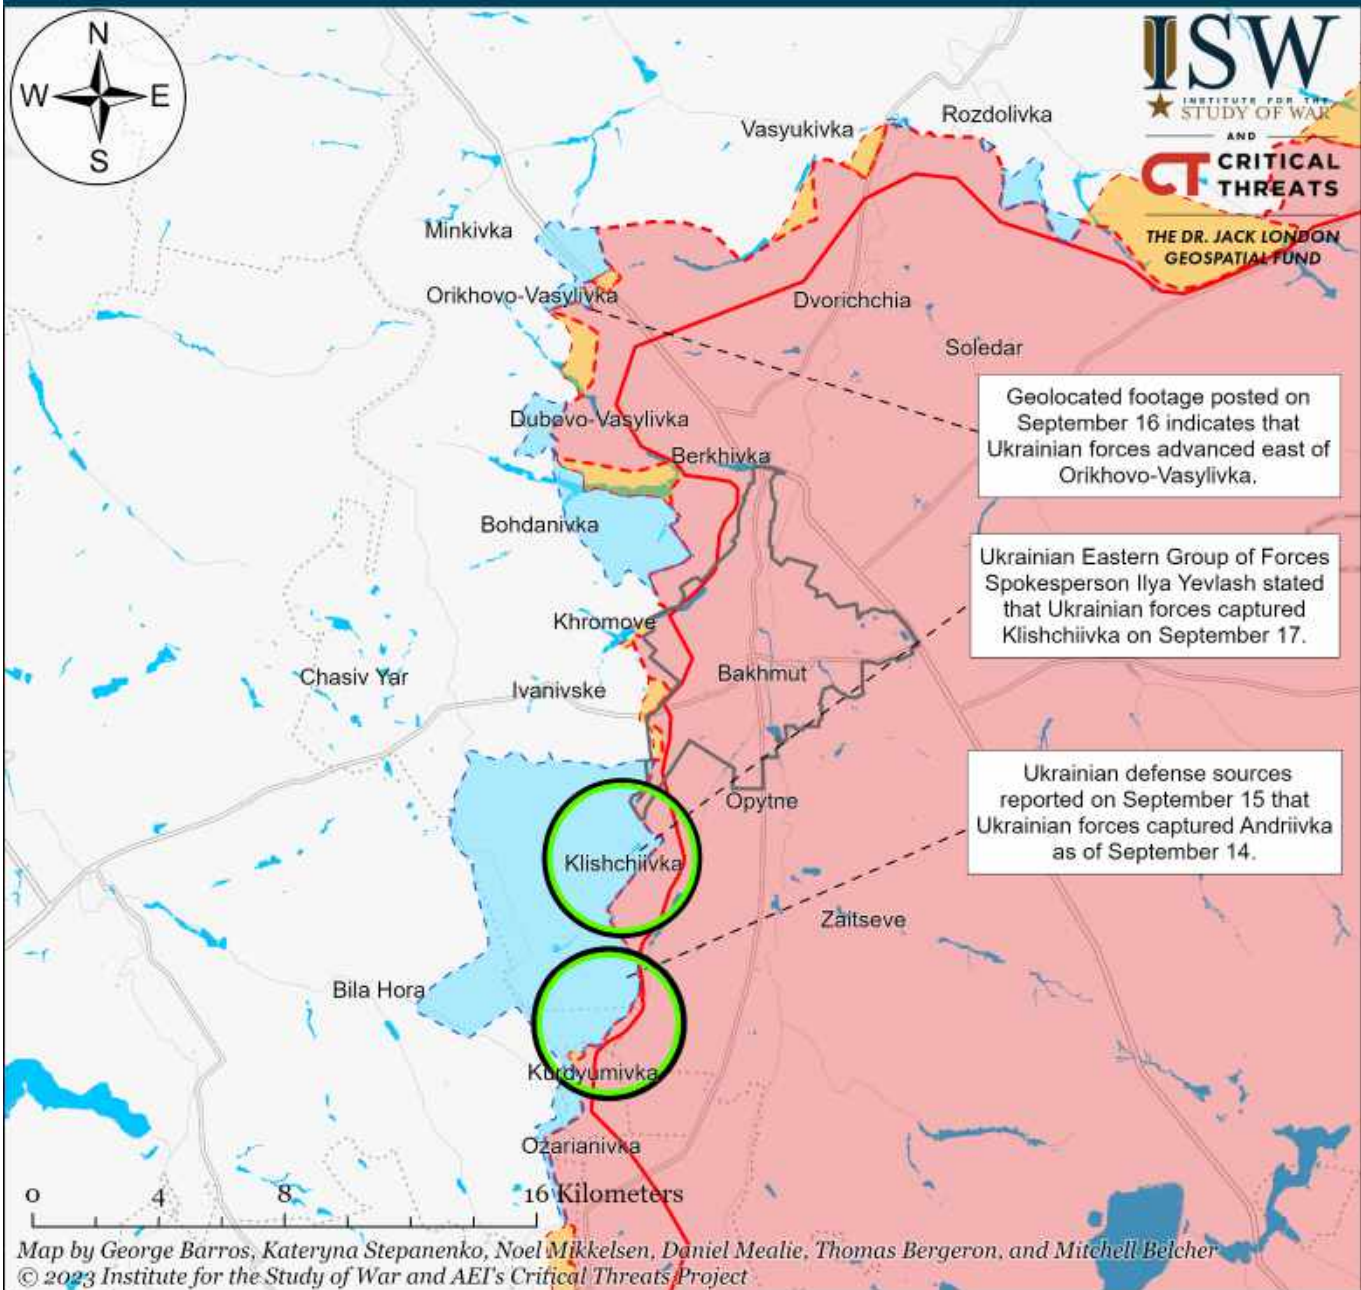 N
W E
S
ISW
INSTITUTE FOR THE
STUDY OF WAR
AND
CT CRITICAL
THREATS
THE DR. JACK LONDON
GEOSPATIAL FUND
Rozdolivka
Vasyukivka
Minkivka
Orikhovo-Vasylivka
Dvorichchia
Soledar
Geolocated footage posted on
September 16 indicates that
Ukrainian forces advanced east of
Orikhovo-Vasylivka.
Dubovo-Vasylivka
Berkhivka
Bohdanivka
Ukrainian Eastern Group of Forces
Spokesperson Ilya Yevlash stated
that Ukrainian forces captured
Klishchiivka on September 17.
Khromove
Chasiv Yar
Ivanivske
Bakhmut
Ukrainian defense sources
reported on September 15 that
Ukrainian forces captured Andriivka
as of September 14.
Opytne
Klishchiivka
Zaitseve
Bila Hora
Kurdyumivka
Ozarianivka
0 4 8 16 Kilometers
Map by George Barros, Kateryna Stepanenko, Noel Mikkelsen, Daniel Mealie, Thomas Bergeron, and Mitchell Belcher
© 2023 Institute for the Study of War and AEI's Critical Threats Project